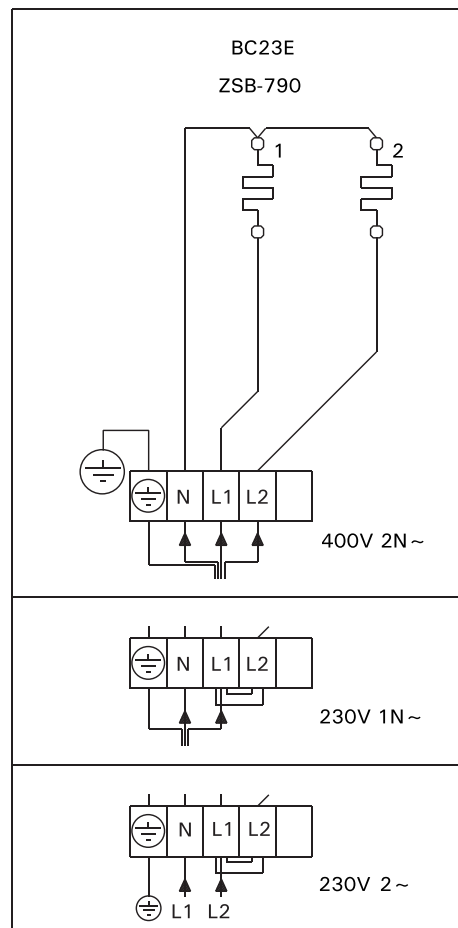 BC23E
ZSB-790
1 2
N L1 L2
400V 2N~
N L1 L2
230V 1N~
N L1 L2
230V 2~
L1 L2